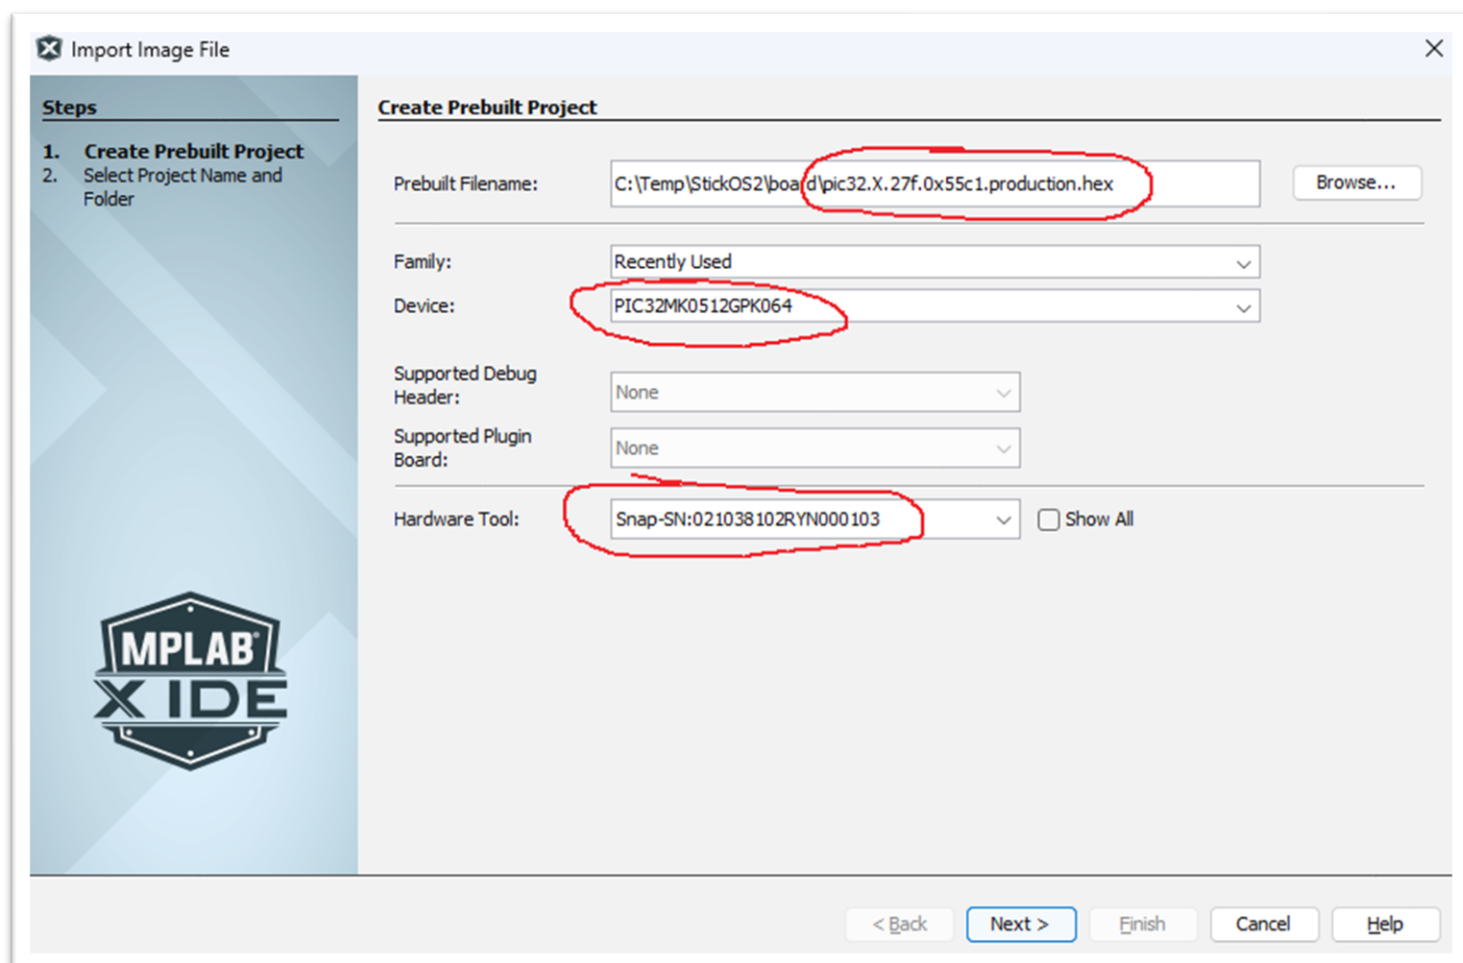 Import Image File
Steps
1. Create Prebuilt Project
2. Select Project Name and
Folder
MPLAB®
X IDE
Create Prebuilt Project
Prebuilt Filename: C:\Temp\StickOS2\board\pic32.X.27f.0x55c1.production.hex Browse...
Family: Recently Used
Device: PIC32MK0512GPK064
Supported Debug
Header: None
Supported Plugin
Board: None
Hardware Tool: Snap-SN:021038102RYN000103 Show All
< Back Next > Finish Cancel Help